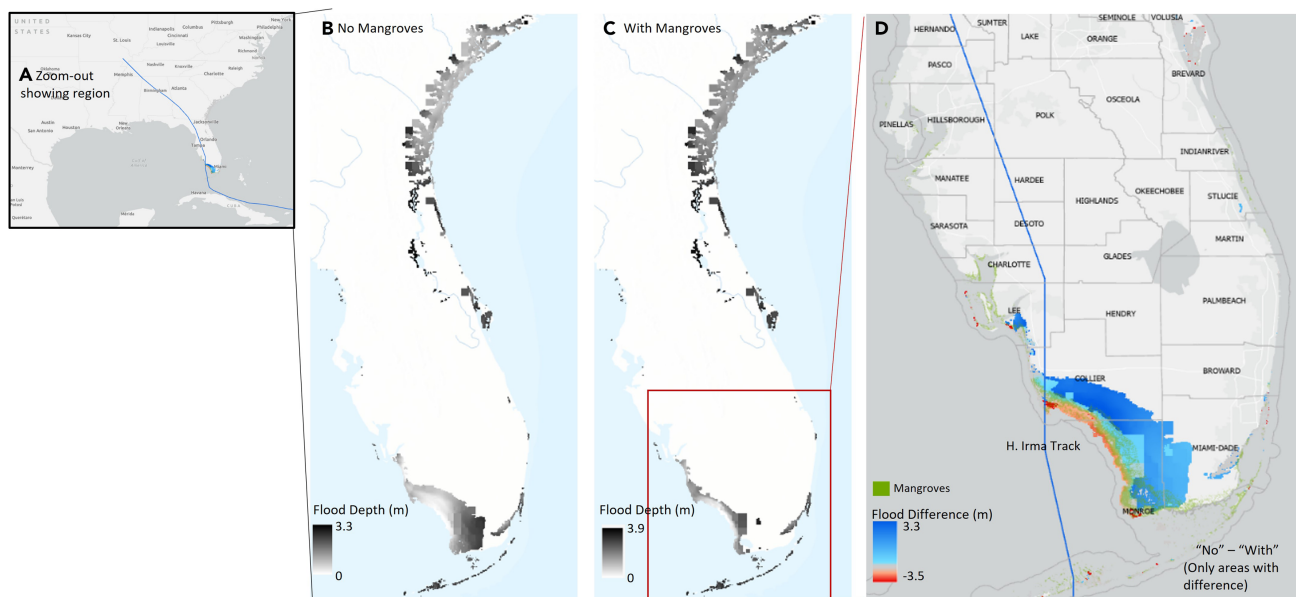 UNITED
STATES
Kansas City
St. Louis
Indianapolis
Cincinnati
Louisville
Columbus
Pittsburgh
New York
Philadelphia
Washington
Richmond
Nashville
Knoxville
Raleigh
Charlotte
Memphis
Birmingham
Atlanta
Austin
San Antonio
Houston
New
Orleans
Jacksonville
Orlando
Tampa
Miami
Monterrey
Havana
CUBA
Mérida
Querétaro
A Zoom-out
showing region
B No Mangroves
Flood Depth (m)
3.3
0
C With Mangroves
Flood Depth (m)
3.9
0
D
HERNANDO
SUMTER
LAKE
SEMINOLE
VOLUSIA
ORANGE
PASCO
BREVARD
OSCEOLA
PINELLAS
HILLSBOROUGH
POLK
INDIANRIVER
MANATEE
HARDEE
HIGHLANDS
OKEECHOBEE
STLUCIE
SARASOTA
DESOTO
MARTIN
CHARLOTTE
GLADES
LEE
HENDRY
PALMBEACH
COLLIER
BROWARD
H. Irma Track
MIAMI-DADE
Mangroves
MONROE
Flood Difference (m)
3.3
-3.5
“No” – “With”
(Only areas with
difference)